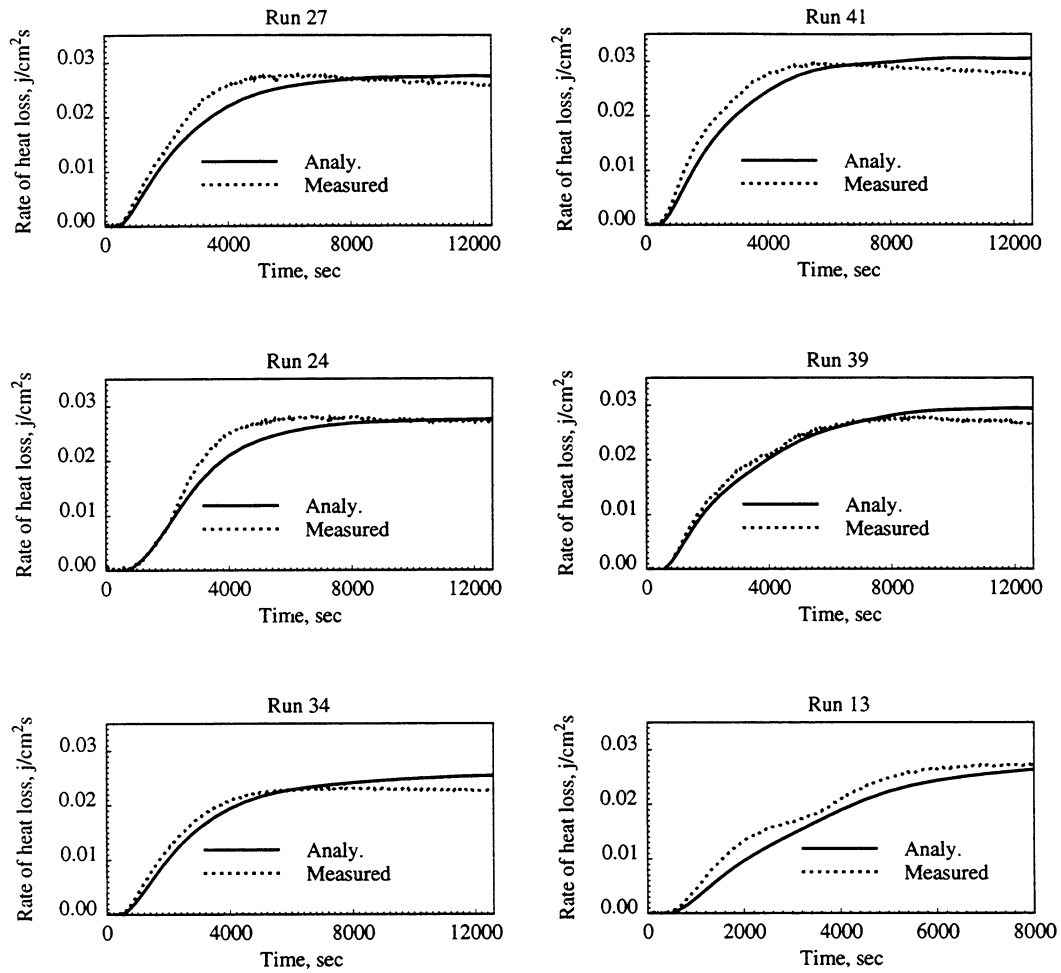 Run 27
Rate of heat loss, j/cm²s
0.03
0.02
0.01
0.00
Analy.
Measured
0 4000 8000 12000
Time, sec
Run 41
Rate of heat loss, j/cm²s
0.03
0.02
0.01
0.00
Analy.
Measured
0 4000 8000 12000
Time, sec
Run 24
Rate of heat loss, j/cm²s
0.03
0.02
0.01
0.00
Analy.
Measured
0 4000 8000 12000
Time, sec
Run 39
Rate of heat loss, j/cm²s
0.03
0.02
0.01
0.00
Analy.
Measured
0 4000 8000 12000
Time, sec
Run 34
Rate of heat loss, j/cm²s
0.03
0.02
0.01
0.00
Analy.
Measured
0 4000 8000 12000
Time, sec
Run 13
Rate of heat loss, j/cm²s
0.03
0.02
0.01
0.00
Analy.
Measured
0 2000 4000 6000 8000
Time, sec